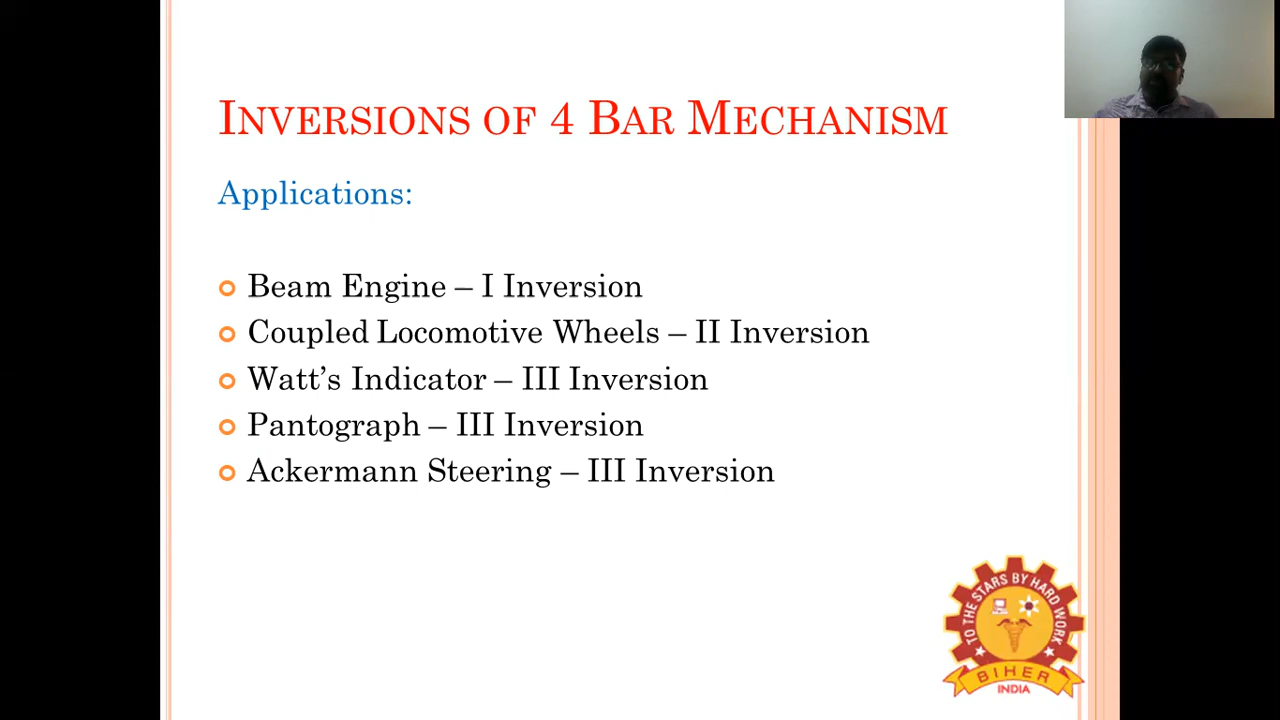 INVERSIONS OF 4 BAR MECHANISM
Applications:
Beam Engine – I Inversion
Coupled Locomotive Wheels – II Inversion
Watt's Indicator – III Inversion
Pantograph – III Inversion
Ackermann Steering – III Inversion
TO THE STARS BY HARD WORK
BIHER
INDIA